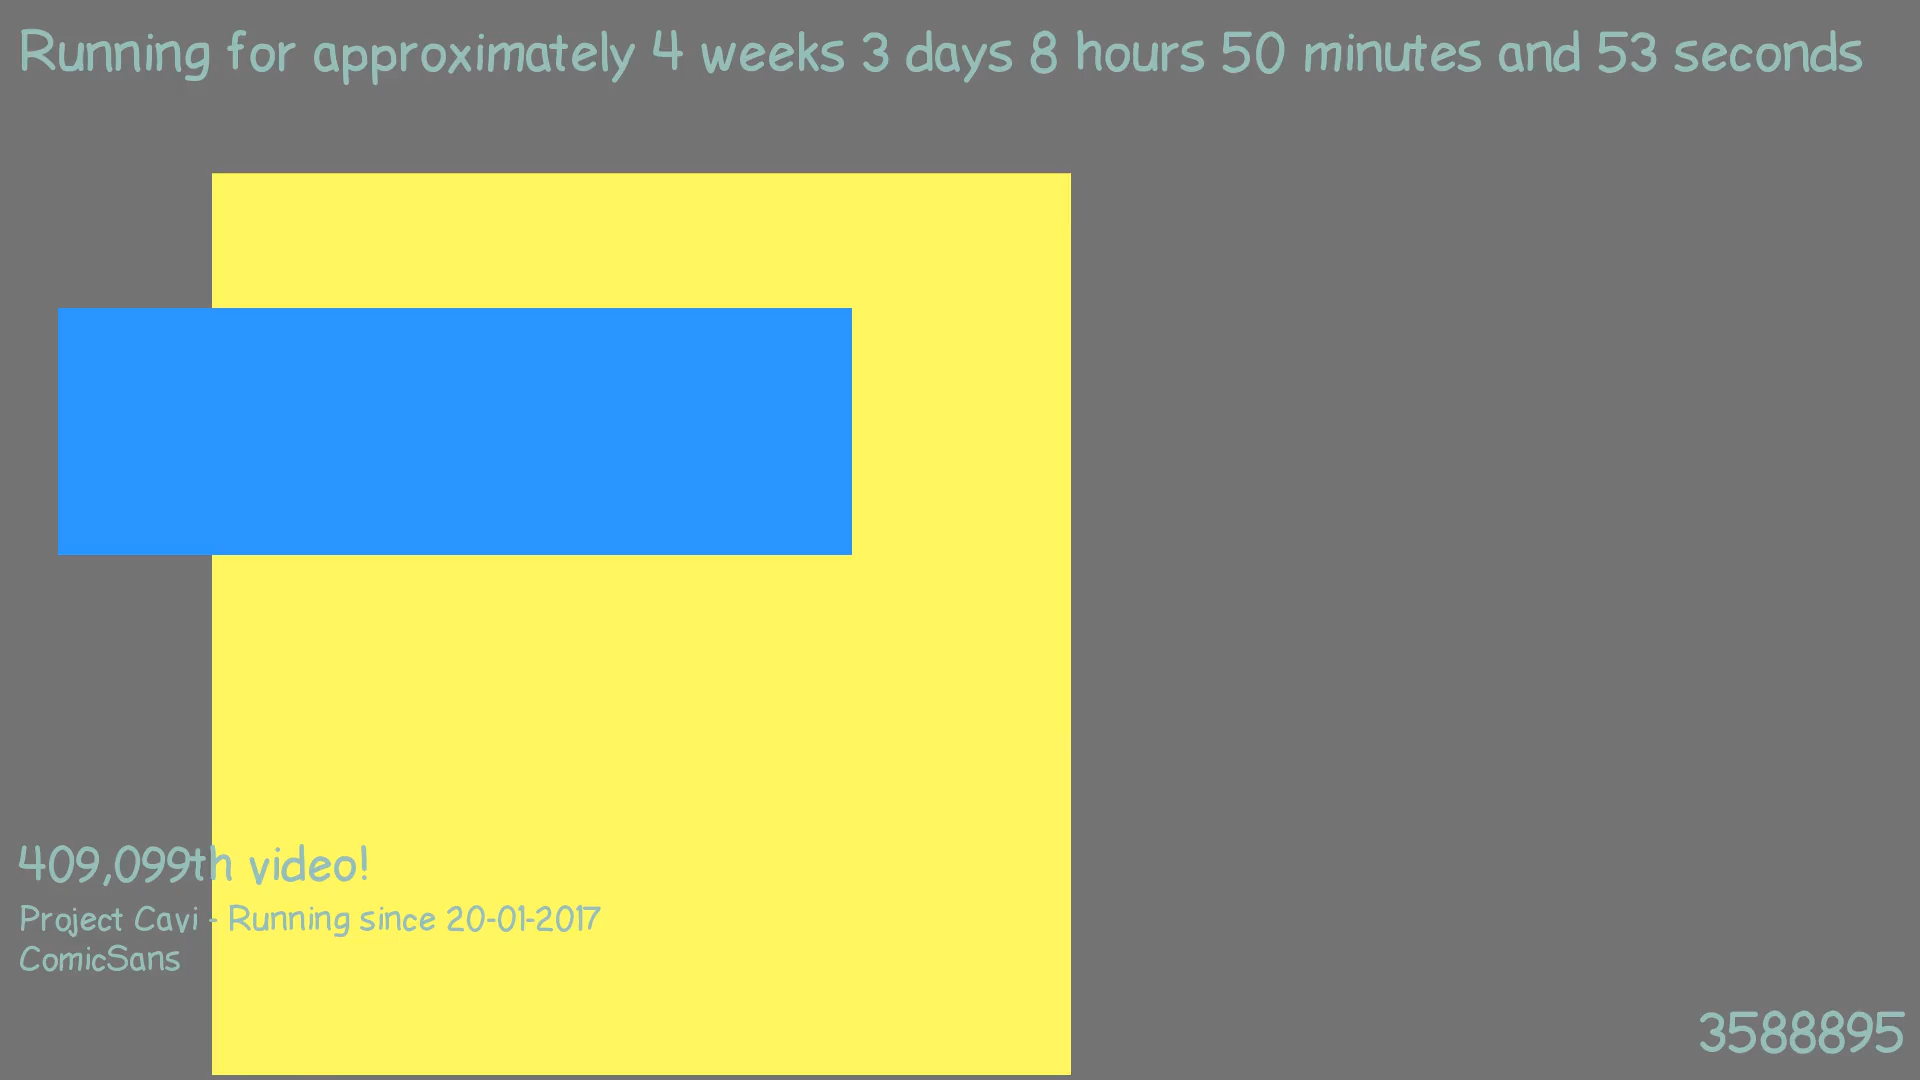 Running for approximately 4 weeks 3 days 8 hours 50 minutes and 53 seconds
409,099th video!
Project Cavi - Running since 20-01-2017
ComicSans
3588895